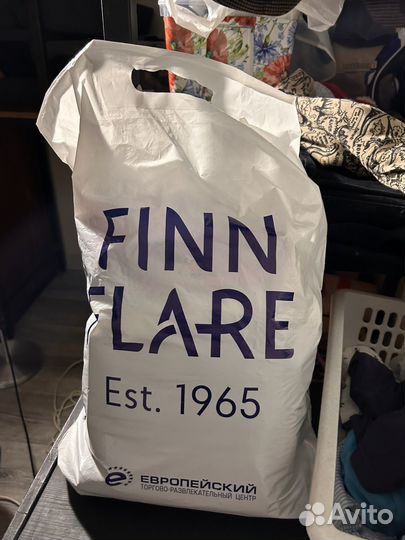 FINN
FLARE
Est. 1965
ЕВРОПЕЙСКИЙ
ТОРГОВО-РАЗВЛЕКАТЕЛЬНЫЙ ЦЕНТР
Avito